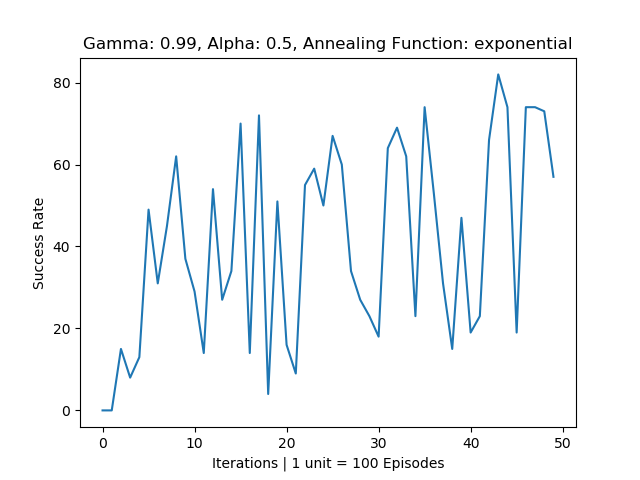 Gamma: 0.99, Alpha: 0.5, Annealing Function: exponential
80
60
40
20
0
Success Rate
0 10 20 30 40 50
Iterations | 1 unit = 100 Episodes